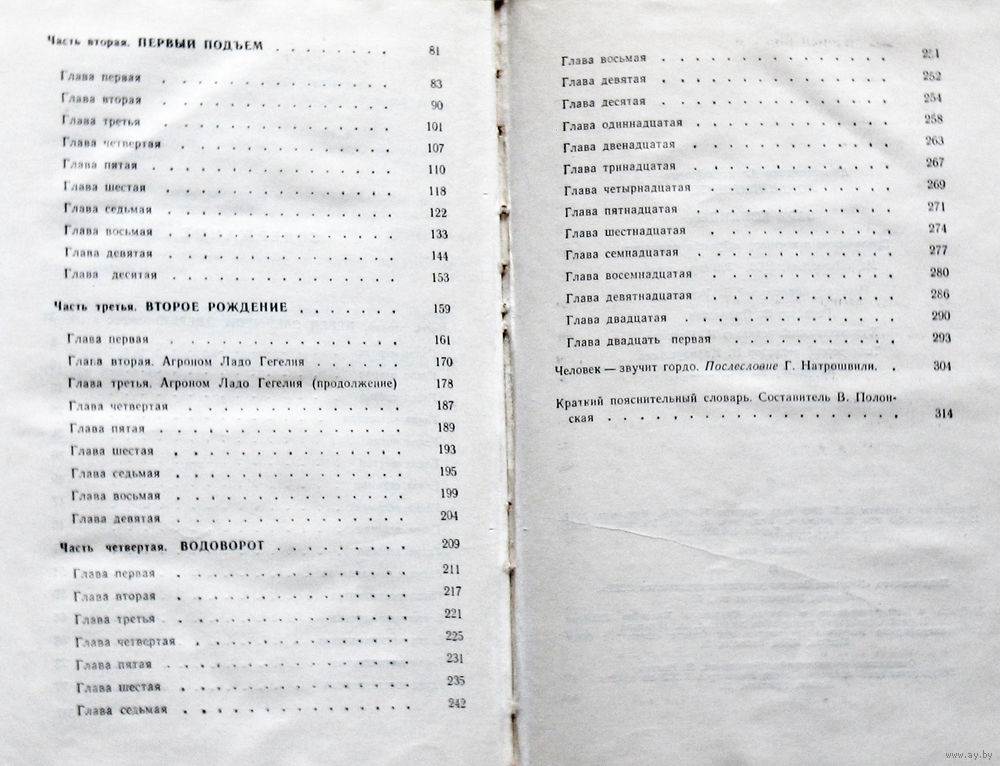 Часть вторая. ПЕРВЫЙ ПОДЪЕМ . . . . . . . . 81
Глава первая . . . . . . . . . . . . 83
Глава вторая . . . . . . . . . . . . 90
Глава третья . . . . . . . . . . . . 101
Глава четвертая . . . . . . . . . . . 107
Глава пятая . . . . . . . . . . . . 110
Глава шестая . . . . . . . . . . . . 118
Глава седьмая . . . . . . . . . . . . 122
Глава восьмая . . . . . . . . . . . . 133
Глава девятая . . . . . . . . . . . . 144
Глава десятая . . . . . . . . . . . . 153
Часть третья. ВТОРОЕ РОЖДЕНИЕ . . . . . . . 159
Глава первая . . . . . . . . . . . . 161
Глава вторая. Агроном Ладо Гегелия . . . . . . 170
Глава третья. Агроном Ладо Гегелия (продолжение) 178
Глава четвертая . . . . . . . . . . . 187
Глава пятая . . . . . . . . . . . . 189
Глава шестая . . . . . . . . . . . . 193
Глава седьмая . . . . . . . . . . . . 195
Глава восьмая . . . . . . . . . . . . 199
Глава девятая . . . . . . . . . . . . 204
Часть четвертая. ВОДОВОРОТ . . . . . . . . . 209
Глава первая . . . . . . . . . . . . 211
Глава вторая . . . . . . . . . . . . 217
Глава третья . . . . . . . . . . . . 221
Глава четвертая . . . . . . . . . . . 225
Глава пятая . . . . . . . . . . . . 231
Глава шестая . . . . . . . . . . . . 235
Глава седьмая . . . . . . . . . . . . 242
Глава восьмая . . . . . . . . . . . .
Глава девятая . . . . . . . . . . . . 252
Глава десятая . . . . . . . . . . . . 254
Глава одиннадцатая . . . . . . . . . . 258
Глава двенадцатая . . . . . . . . . . 263
Глава тринадцатая . . . . . . . . . . 267
Глава четырнадцатая . . . . . . . . . 269
Глава пятнадцатая . . . . . . . . . . 271
Глава шестнадцатая . . . . . . . . . . 274
Глава семнадцатая . . . . . . . . . . 277
Глава восемнадцатая . . . . . . . . . 280
Глава девятнадцатая . . . . . . . . . 286
Глава двадцатая . . . . . . . . . . . 290
Глава двадцать первая . . . . . . . . . 293
Человек — звучит гордо. Послесловие Г. Натрошвили. . 304
Краткий пояснительный словарь. Составитель В. Полон-
ская . . . . . . . . . . . . . . . 314
www.ay.by